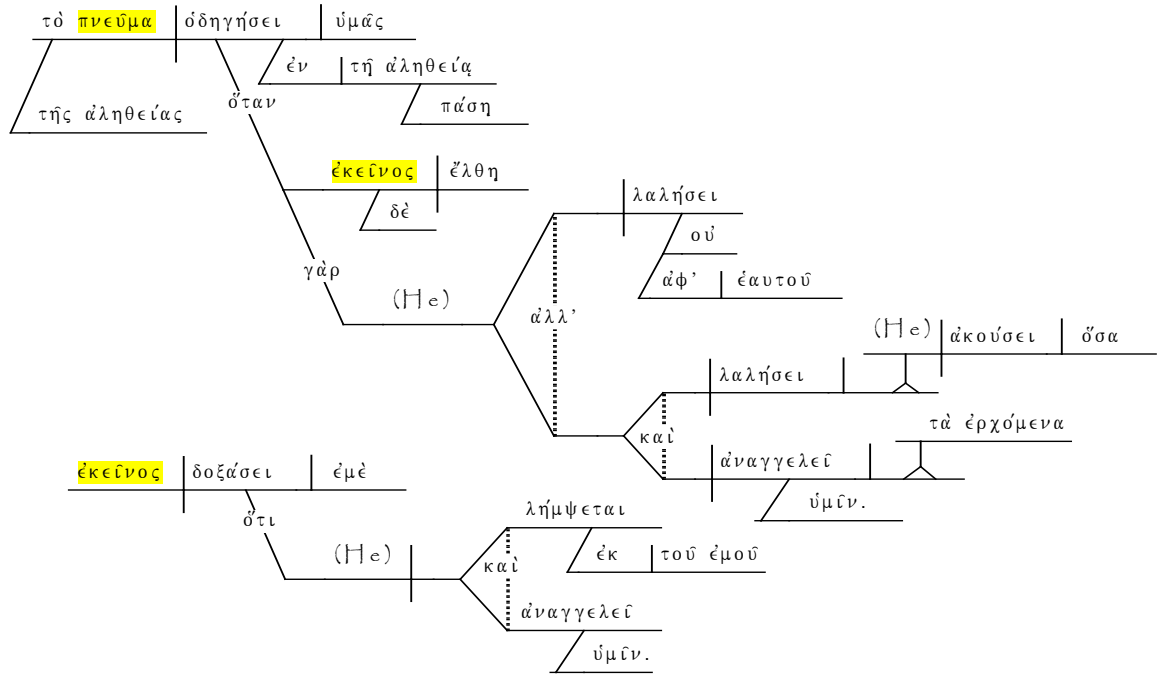 τὸ πνεῦμα ὁδηγήσει ὑμᾶς
ἐν τῇ ἀληθείᾳ
ὅταν
πάσῃ
τῆς ἀληθείας
ἐκεῖνος ἔλθῃ
δὲ
λαλήσει
οὐ
ἀφ’ ἑαυτοῦ
γὰρ
(He)
ἀλλ’
(He) ἀκούσει ὅσα
λαλήσει
τὰ ἐρχόμενα
καὶ
ἀναγγελεῖ
ὑμῖν.
ἐκεῖνος δοξάσει ἐμὲ
ὅτι
λήμψεται
(He)
ἐκ τοῦ ἐμοῦ
καὶ
ἀναγγελεῖ
ὑμῖν.